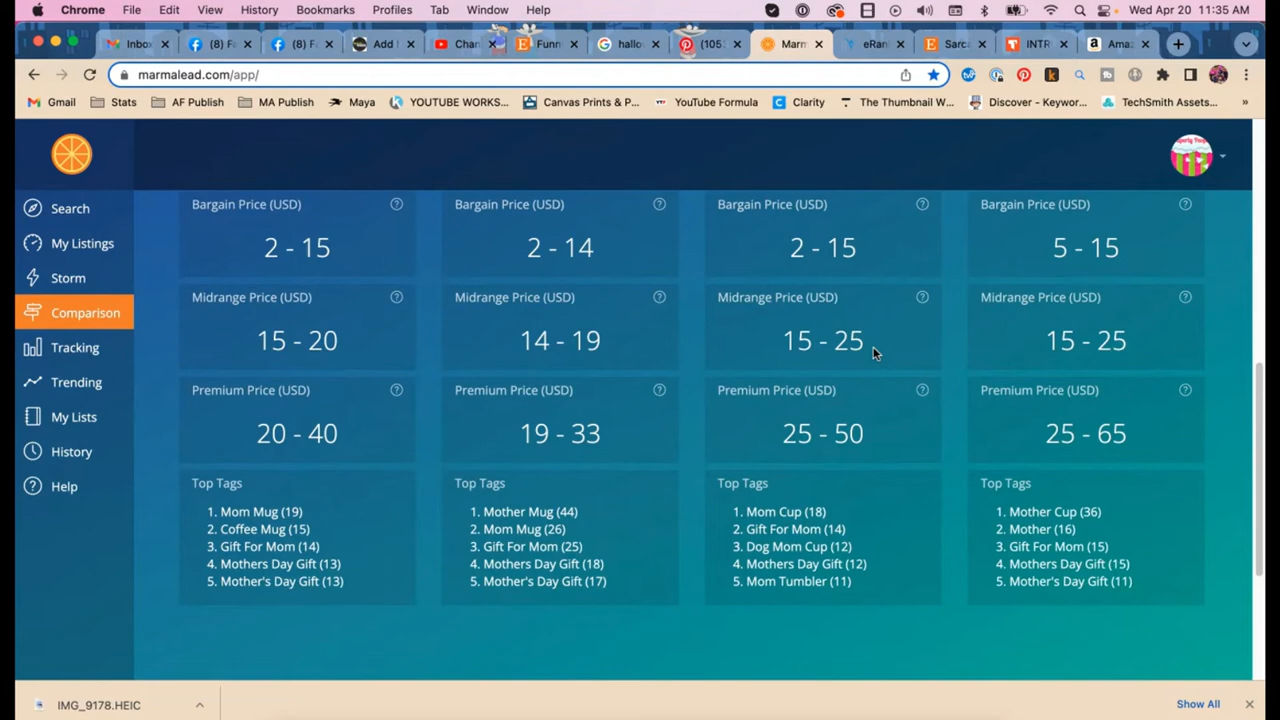 Chrome File Edit View History Bookmarks Profiles Tab Window Help Wed Apr 20 11:35 AM
Inbox (8) F (8) F Add Chan Funn hallo (105 Marm eRan Sarca INTR Amaz
marmalead.com/app/
Gmail Stats AF Publish MA Publish Maya YOUTUBE WORKS... Canvas Prints & P... YouTube Formula Clarity The Thumbnail W... Discover - Keywor... TechSmith Assets... »
Search
My Listings
Storm
Comparison
Tracking
Trending
My Lists
History
Help
Bargain Price (USD) ? Bargain Price (USD) ? Bargain Price (USD) ? Bargain Price (USD) ?
2 - 15 2 - 14 2 - 15 5 - 15
Midrange Price (USD) ? Midrange Price (USD) ? Midrange Price (USD) ? Midrange Price (USD) ?
15 - 20 14 - 19 15 - 25 15 - 25
Premium Price (USD) ? Premium Price (USD) ? Premium Price (USD) ? Premium Price (USD) ?
20 - 40 19 - 33 25 - 50 25 - 65
Top Tags Top Tags Top Tags Top Tags
1. Mom Mug (19) 1. Mother Mug (44) 1. Mom Cup (18) 1. Mother Cup (36)
2. Coffee Mug (15) 2. Mom Mug (26) 2. Gift For Mom (14) 2. Mother (16)
3. Gift For Mom (14) 3. Gift For Mom (25) 3. Dog Mom Cup (12) 3. Gift For Mom (15)
4. Mothers Day Gift (13) 4. Mothers Day Gift (18) 4. Mothers Day Gift (12) 4. Mothers Day Gift (15)
5. Mother's Day Gift (13) 5. Mother's Day Gift (17) 5. Mom Tumbler (11) 5. Mother's Day Gift (11)
IMG_9178.HEIC Show All